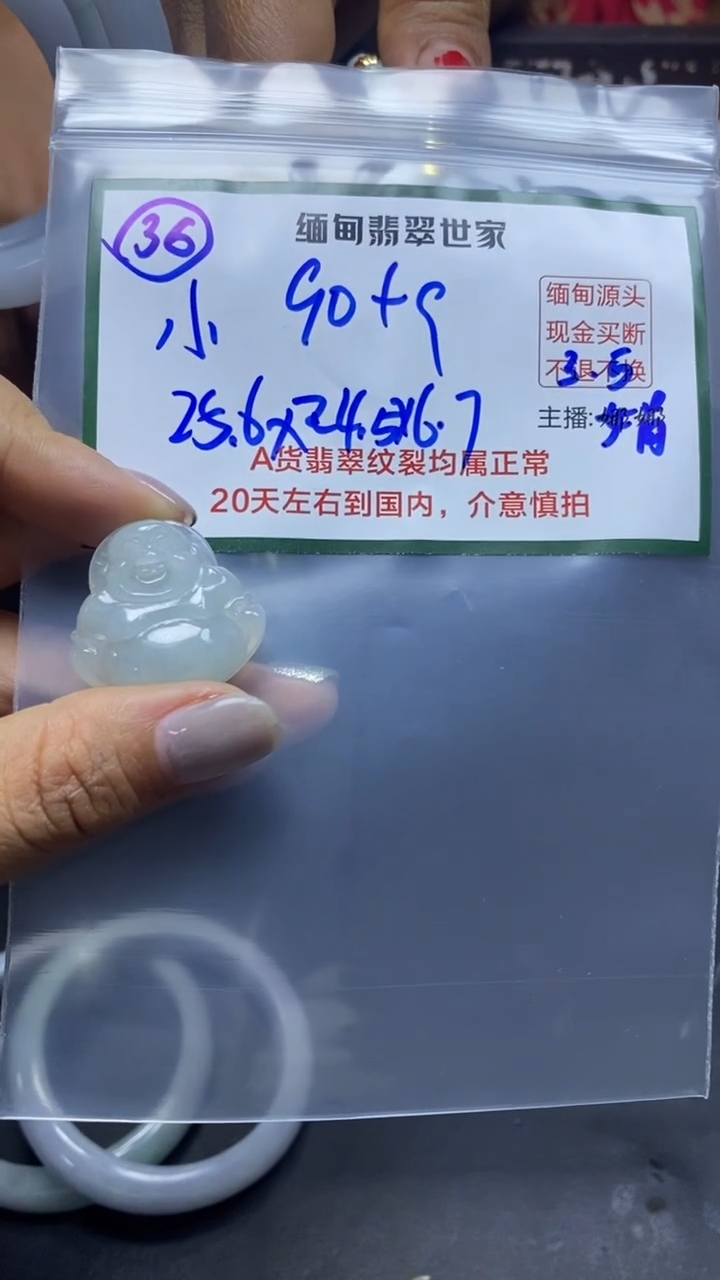 36
缅甸翡翠世家
小 90+9
缅甸源头
现金买断
不退不换
3.5
25.6x24.5x6.7
主播:娜娜
A货翡翠纹裂均属正常
20天左右到国内，介意慎拍